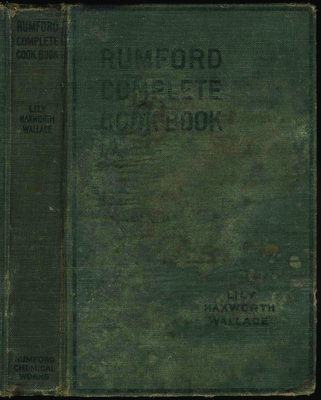 RUMFORD
COMPLETE
COOK BOOK
LILY
HAXWORTH
WALLACE
RUMFORD
CHEMICAL
WORKS
RUMFORD
COMPLETE
COOK BOOK
LILY
HAXWORTH
WALLACE